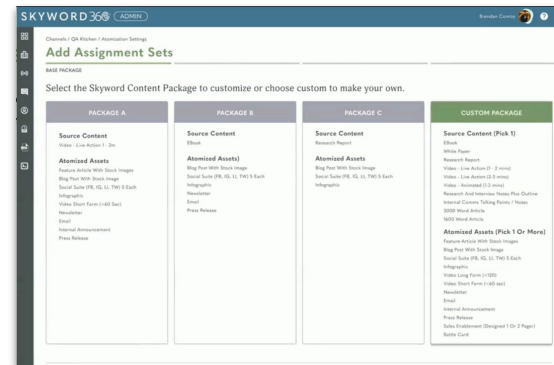 SKYWORD360 ADMIN
Brendan Conroy
?
Channels / QA Kitchen / Atomization Settings
Add Assignment Sets
BASE PACKAGE
Select the Skyword Content Package to customize or choose custom to make your own.
PACKAGE A
Source Content
Video - Live Action 1 - 2m
Atomized Assets
Feature Article With Stock Images
Blog Post With Stock Image
Social Suite (FB, IG, LI, TW) 5 Each
Infographic
Video Short Form (<60 Sec)
Newsletter
Email
Internal Announcement
Press Release
PACKAGE B
Source Content
EBook
Atomized Assets)
Blog Post With Stock Image
Social Suite (FB, IG, LI, TW) 5 Each
Infographic
Newsletter
Email
Press Release
PACKAGE C
Source Content
Research Report
Atomized Assets
Blog Post With Stock Image
Social Suite (FB, IG, LI, TW) 5 Each
Infographic
CUSTOM PACKAGE
Source Content (Pick 1)
EBook
White Paper
Research Report
Video - Live Action (1 - 2 mins)
Video - Live Action (2-5 mins)
Video - Animated (1-2 mins)
Research And Interview Notes Plus Outline
Internal Comms Talking Points / Notes
3000 Word Article
1600 Word Article
Atomized Assets (Pick 1 Or More)
Feature Article With Stock Images
Blog Post With Stock Image
Social Suite (FB, IG, LI, TW) 5 Each
Infographic
Video Long Form (<120)
Video Short Form (<60 sec)
Newsletter
Email
Internal Announcement
Press Release
Sales Enablement (Designed 1 Or 2 Pager)
Battle Card